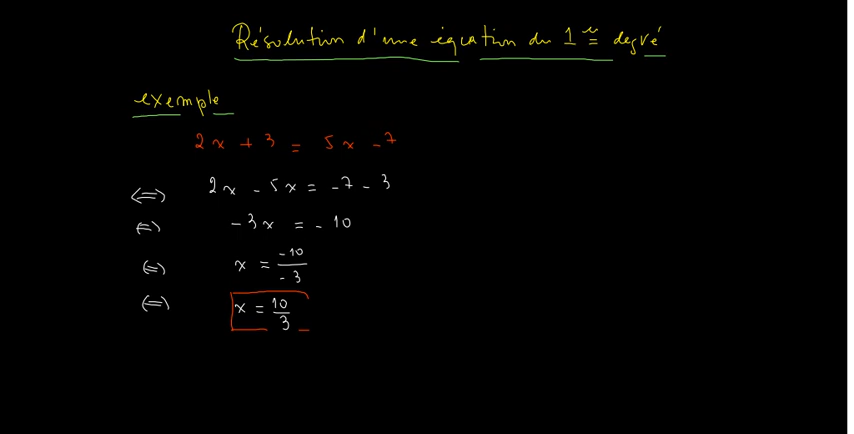 Résolution d'une équation du 1er degré
exemple
2x + 3 = 5x - 7
⟺ 2x - 5x = -7 - 3
⟺ -3x = -10
⟺ x = -10/-3
⟺ x = 10/3